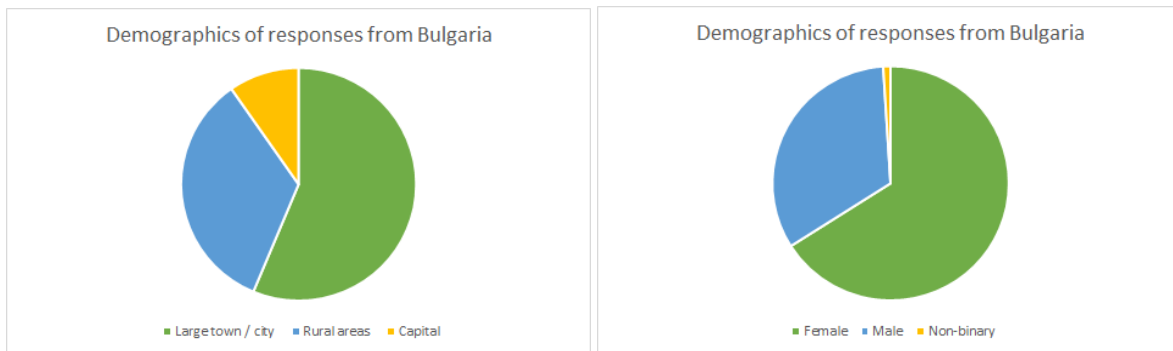 Demographics of responses from Bulgaria
Large town / city Rural areas Capital
Demographics of responses from Bulgaria
Female Male Non-binary